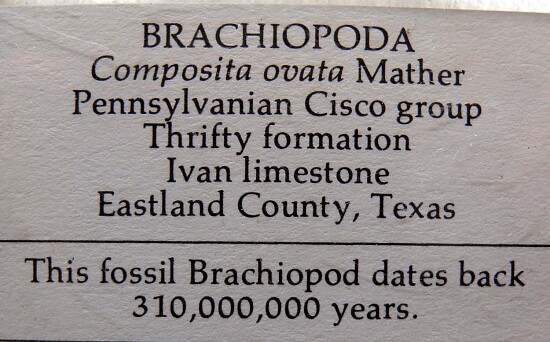 BRACHIOPODA
Composita ovata Mather
Pennsylvanian Cisco group
Thrifty formation
Ivan limestone
Eastland County, Texas
This fossil Brachiopod dates back
310,000,000 years.